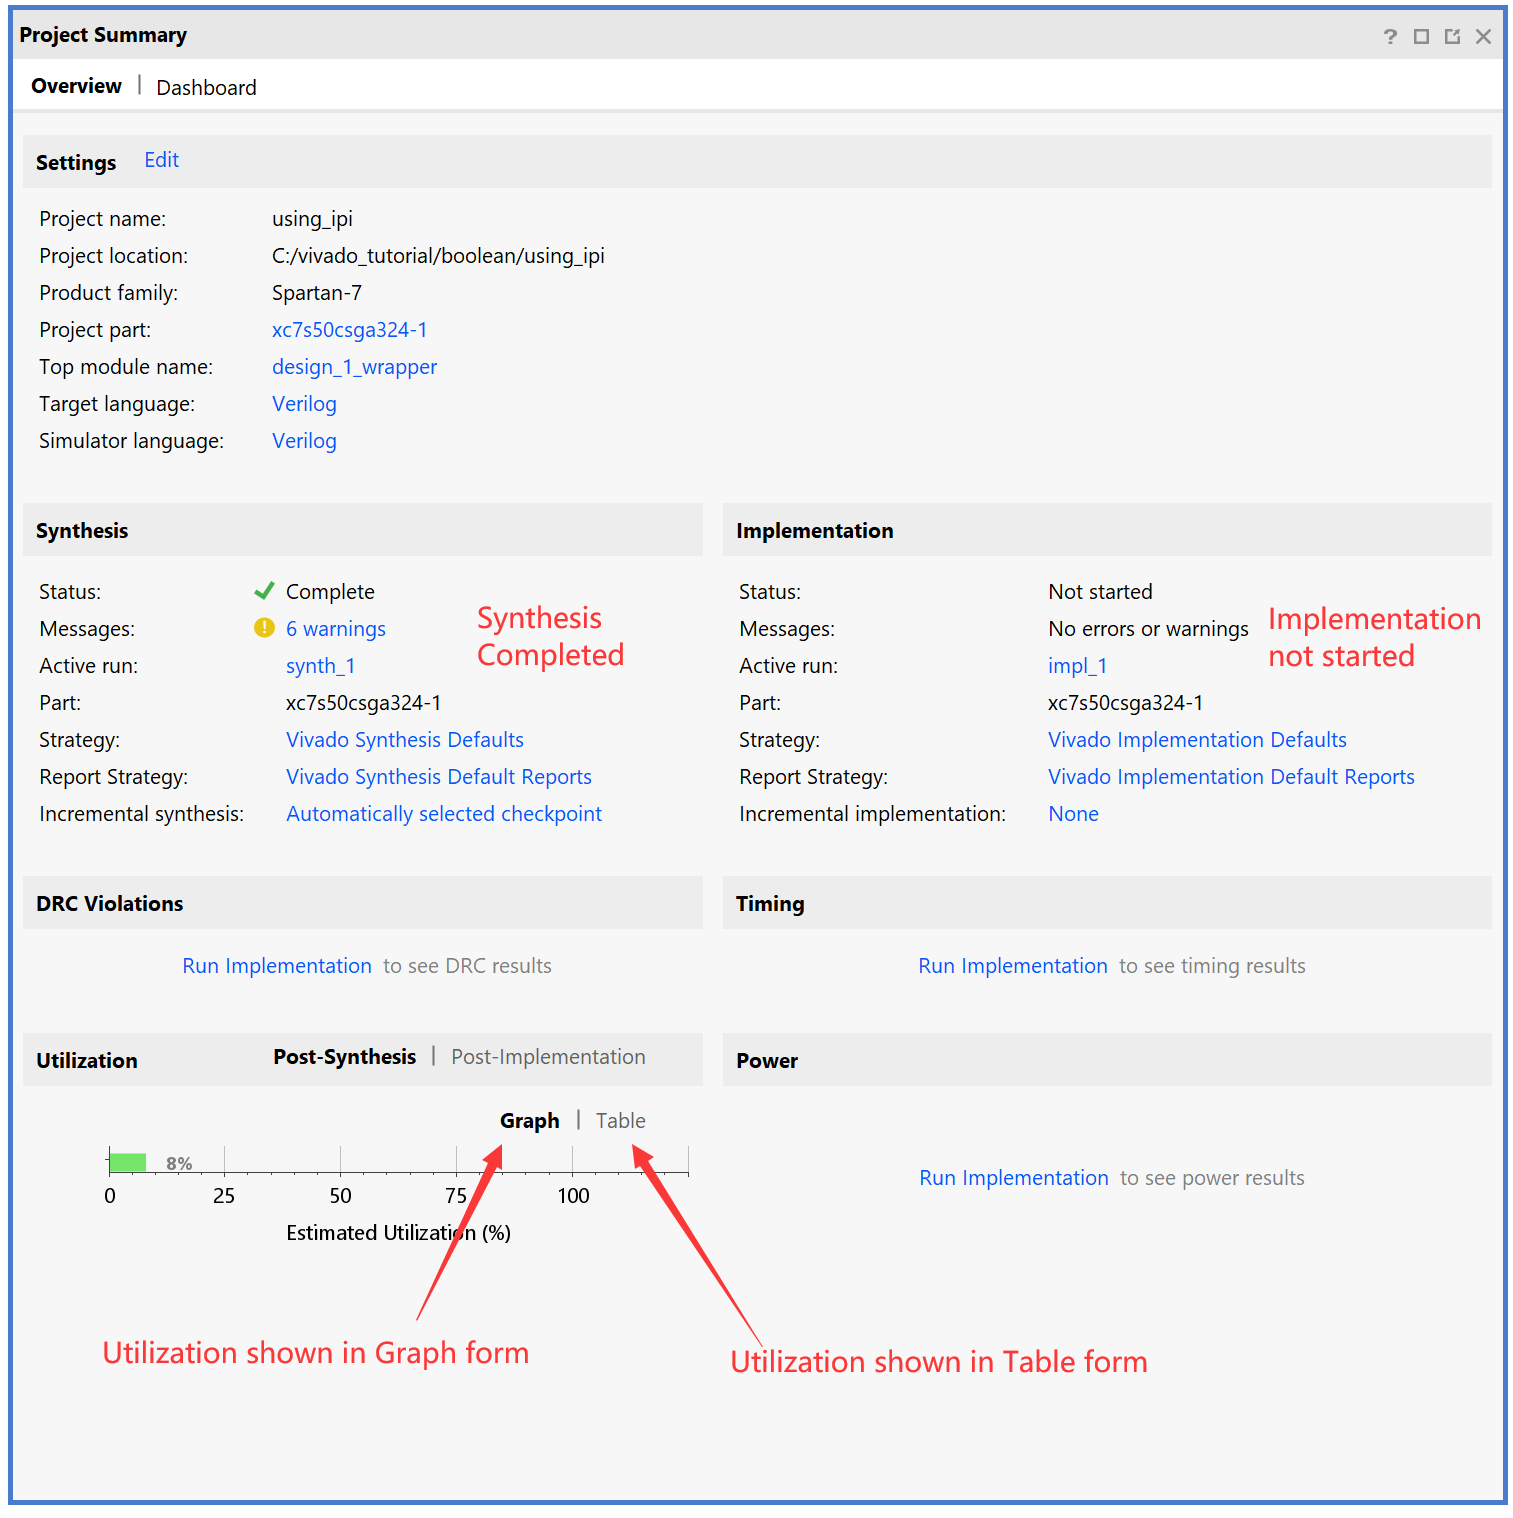 Project Summary
Overview | Dashboard
Settings Edit
Project name: using_ipi
Project location: C:/vivado_tutorial/boolean/using_ipi
Product family: Spartan-7
Project part: xc7s50csga324-1
Top module name: design_1_wrapper
Target language: Verilog
Simulator language: Verilog
Synthesis
Status: Complete
Messages: 6 warnings
Active run: synth_1
Part: xc7s50csga324-1
Strategy: Vivado Synthesis Defaults
Report Strategy: Vivado Synthesis Default Reports
Incremental synthesis: Automatically selected checkpoint
Synthesis
Completed
Implementation
Status: Not started
Messages: No errors or warnings
Active run: impl_1
Part: xc7s50csga324-1
Strategy: Vivado Implementation Defaults
Report Strategy: Vivado Implementation Default Reports
Incremental implementation: None
Implementation
not started
DRC Violations
Run Implementation to see DRC results
Timing
Run Implementation to see timing results
Utilization Post-Synthesis | Post-Implementation
Graph | Table
8%
0 25 50 75 100
Estimated Utilization (%)
Utilization shown in Graph form
Power
Run Implementation to see power results
Utilization shown in Table form